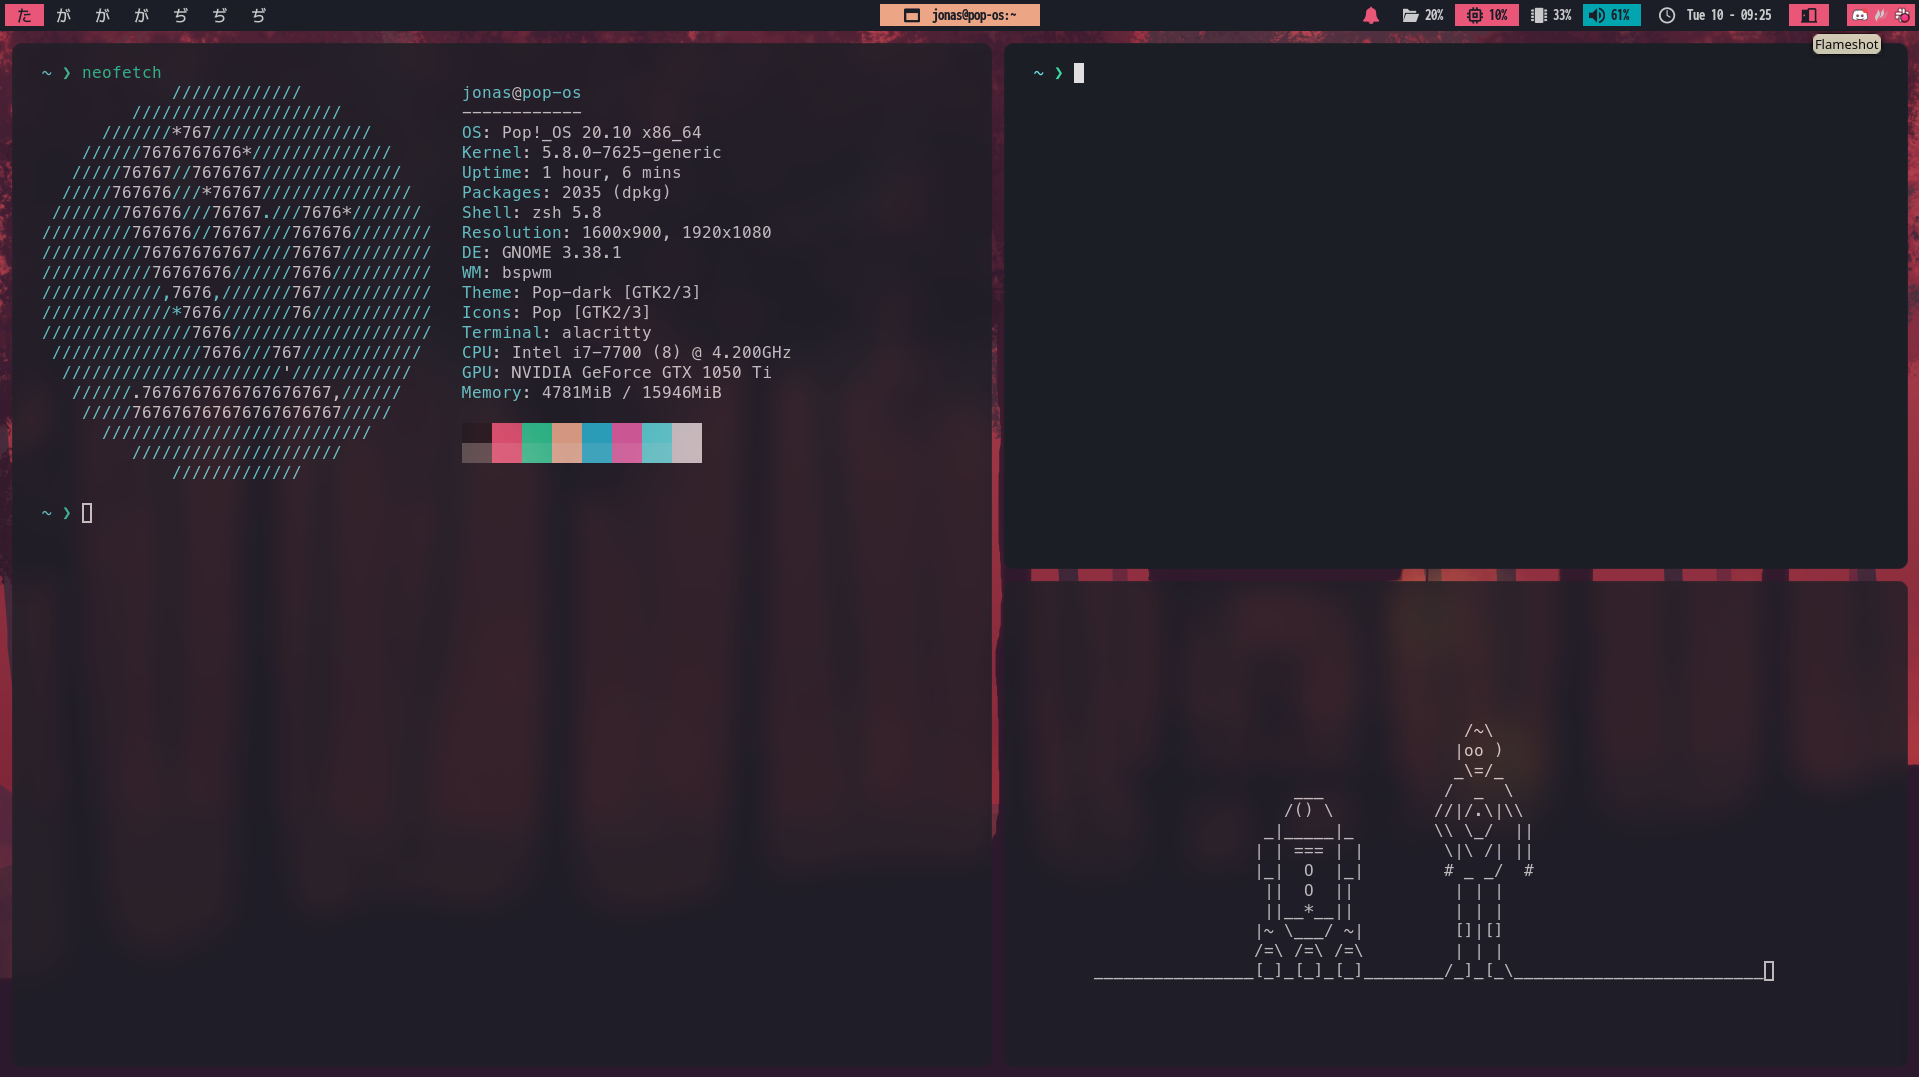 た が が が ぢ ぢ ぢ
jonas@pop-os:~
20% 10% 33% 61% Tue 10 - 09:25
Flameshot
~ ❯ neofetch
/////////////
/////////////////////
///////*767////////////////
//////7676767676*//////////////
/////76767//7676767//////////////
/////767676///*76767///////////////
///////767676///76767.///7676*///////
/////////767676//76767///767676////////
//////////76767676767////76767/////////
///////////76767676//////7676//////////
////////////,7676,///////767///////////
/////////////*7676///////76////////////
///////////////7676////////////////////
///////////////7676///767////////////
//////////////////////'////////////
//////.7676767676767676767,//////
/////767676767676767676767/////
///////////////////////////
/////////////////////
/////////////
jonas@pop-os
------------
OS: Pop!_OS 20.10 x86_64
Kernel: 5.8.0-7625-generic
Uptime: 1 hour, 6 mins
Packages: 2035 (dpkg)
Shell: zsh 5.8
Resolution: 1600x900, 1920x1080
DE: GNOME 3.38.1
WM: bspwm
Theme: Pop-dark [GTK2/3]
Icons: Pop [GTK2/3]
Terminal: alacritty
CPU: Intel i7-7700 (8) @ 4.200GHz
GPU: NVIDIA GeForce GTX 1050 Ti
Memory: 4781MiB / 15946MiB
~ ❯
~ ❯
/~\
|oo )
_\=/_
___ / _ \
/() \ //|/.\|\\
_|_____|_ \\ \_/ ||
| | === | | \|\ /| ||
|_| O |_| # _ _/ #
|| O || | | |
||__*__|| | | |
|~ \___/ ~| []|[]
/=\ /=\ /=\ | | |
________________[_]_[_]_[_]________/_]_[_\_________________________